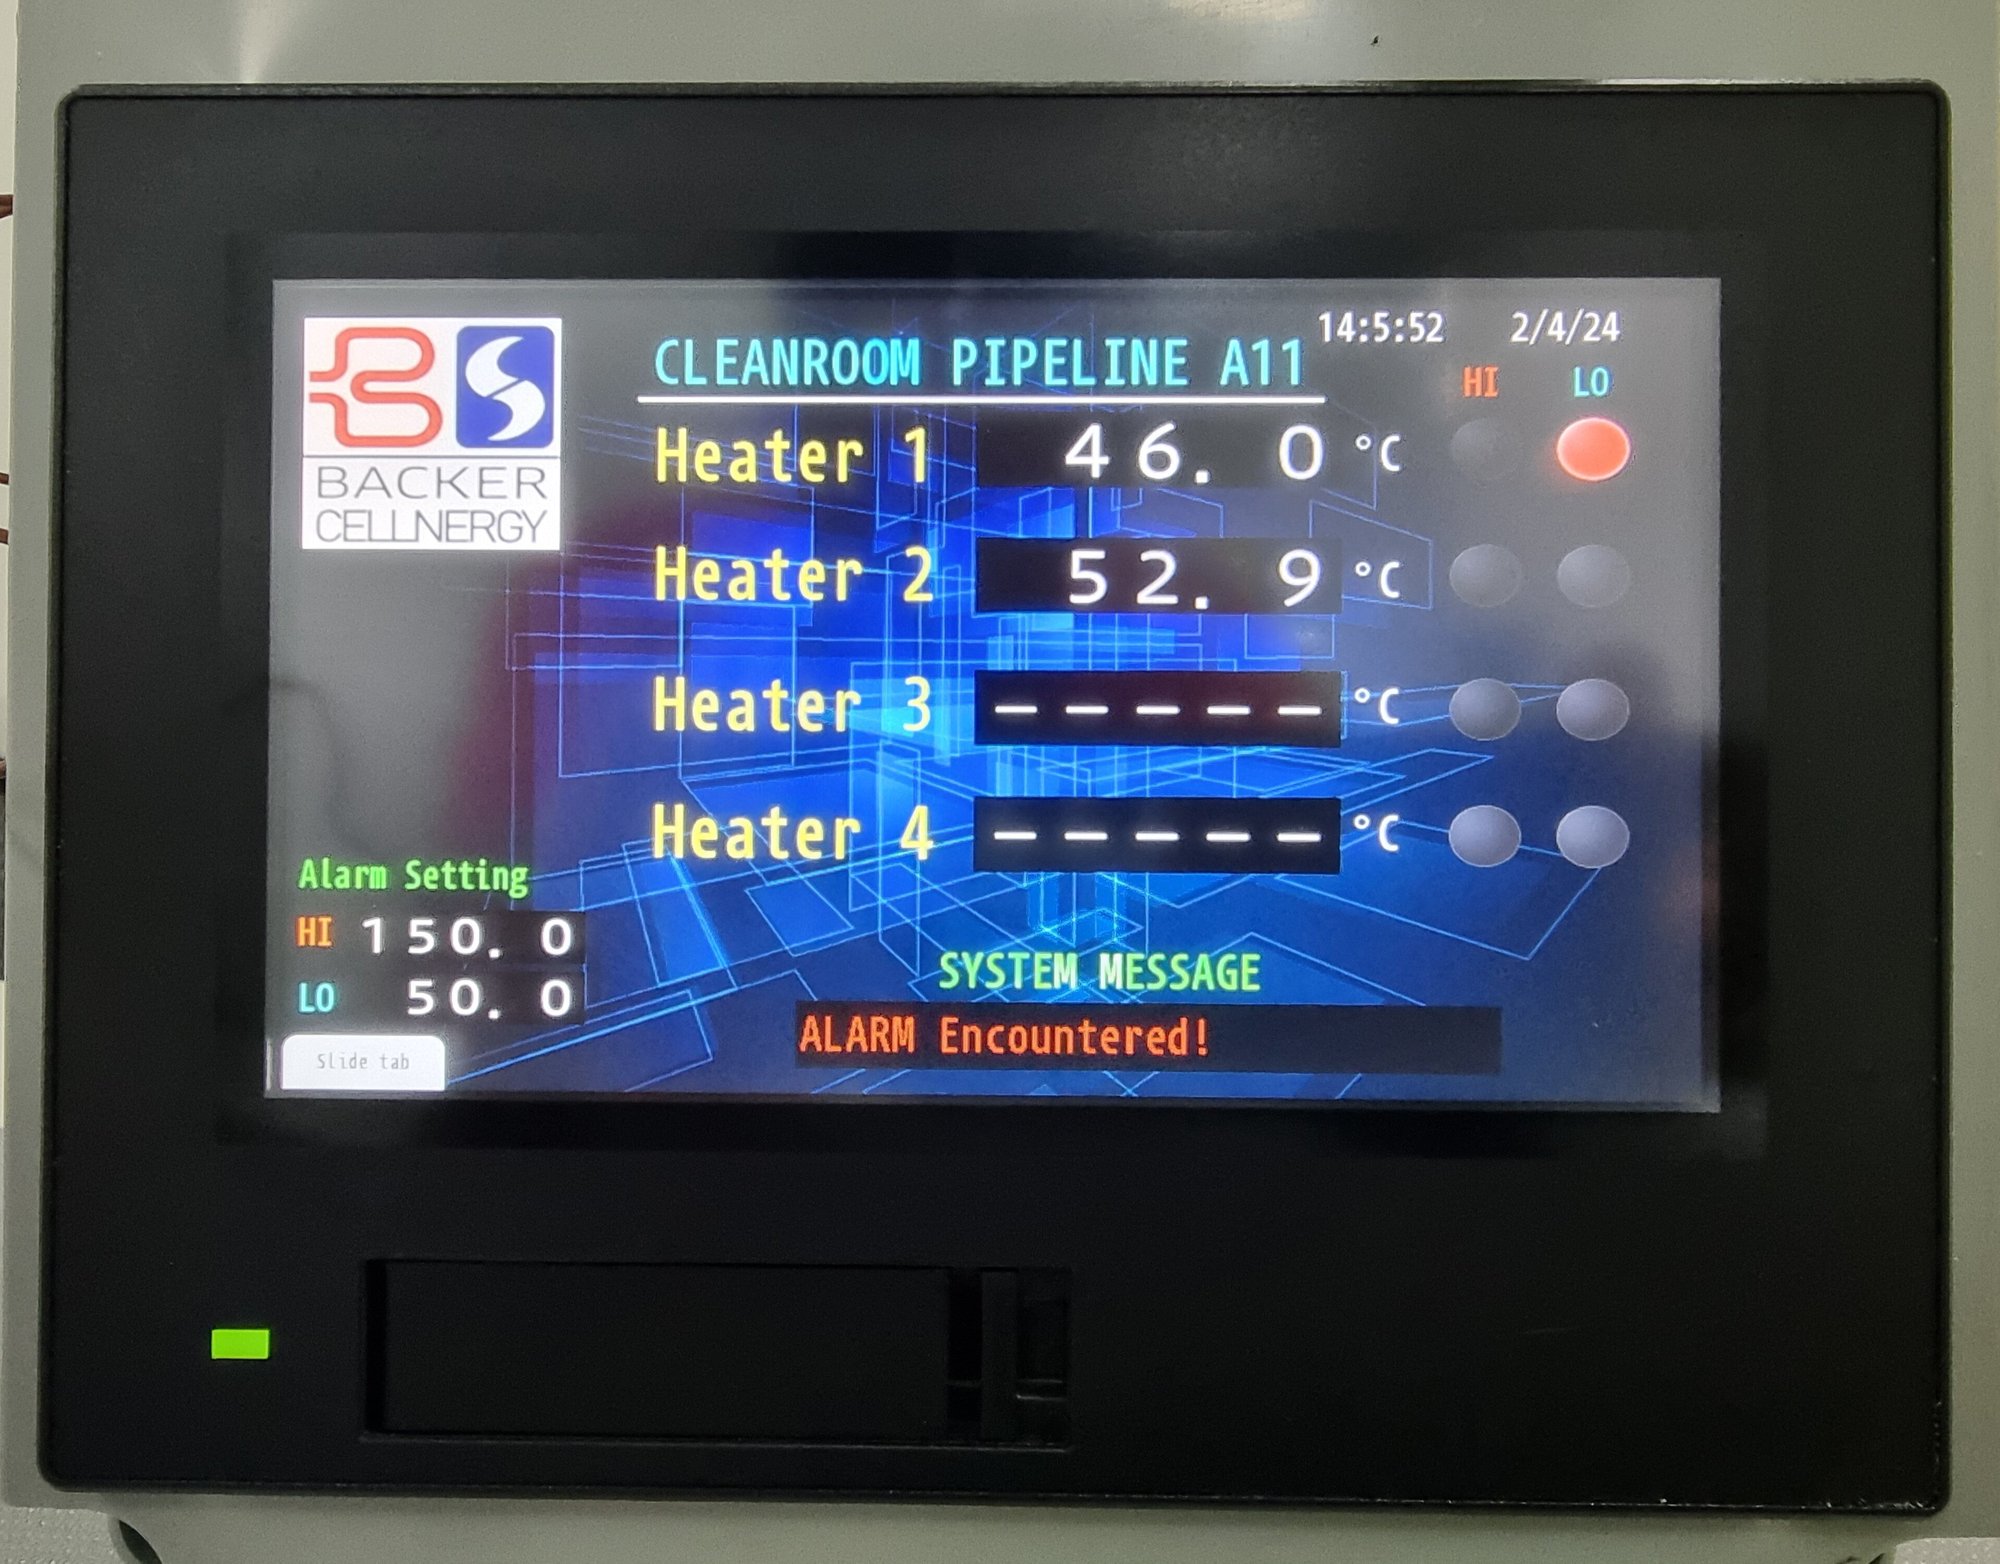 BACKER
CELLNERGY
CLEANROOM PIPELINE A11
14:5:52 2/4/24
HI LO
Heater 1 46.0 °C
Heater 2 52.9 °C
Heater 3 ----- °C
Heater 4 ----- °C
Alarm Setting
HI 150.0
LO 50.0
Slide tab
SYSTEM MESSAGE
ALARM Encountered!